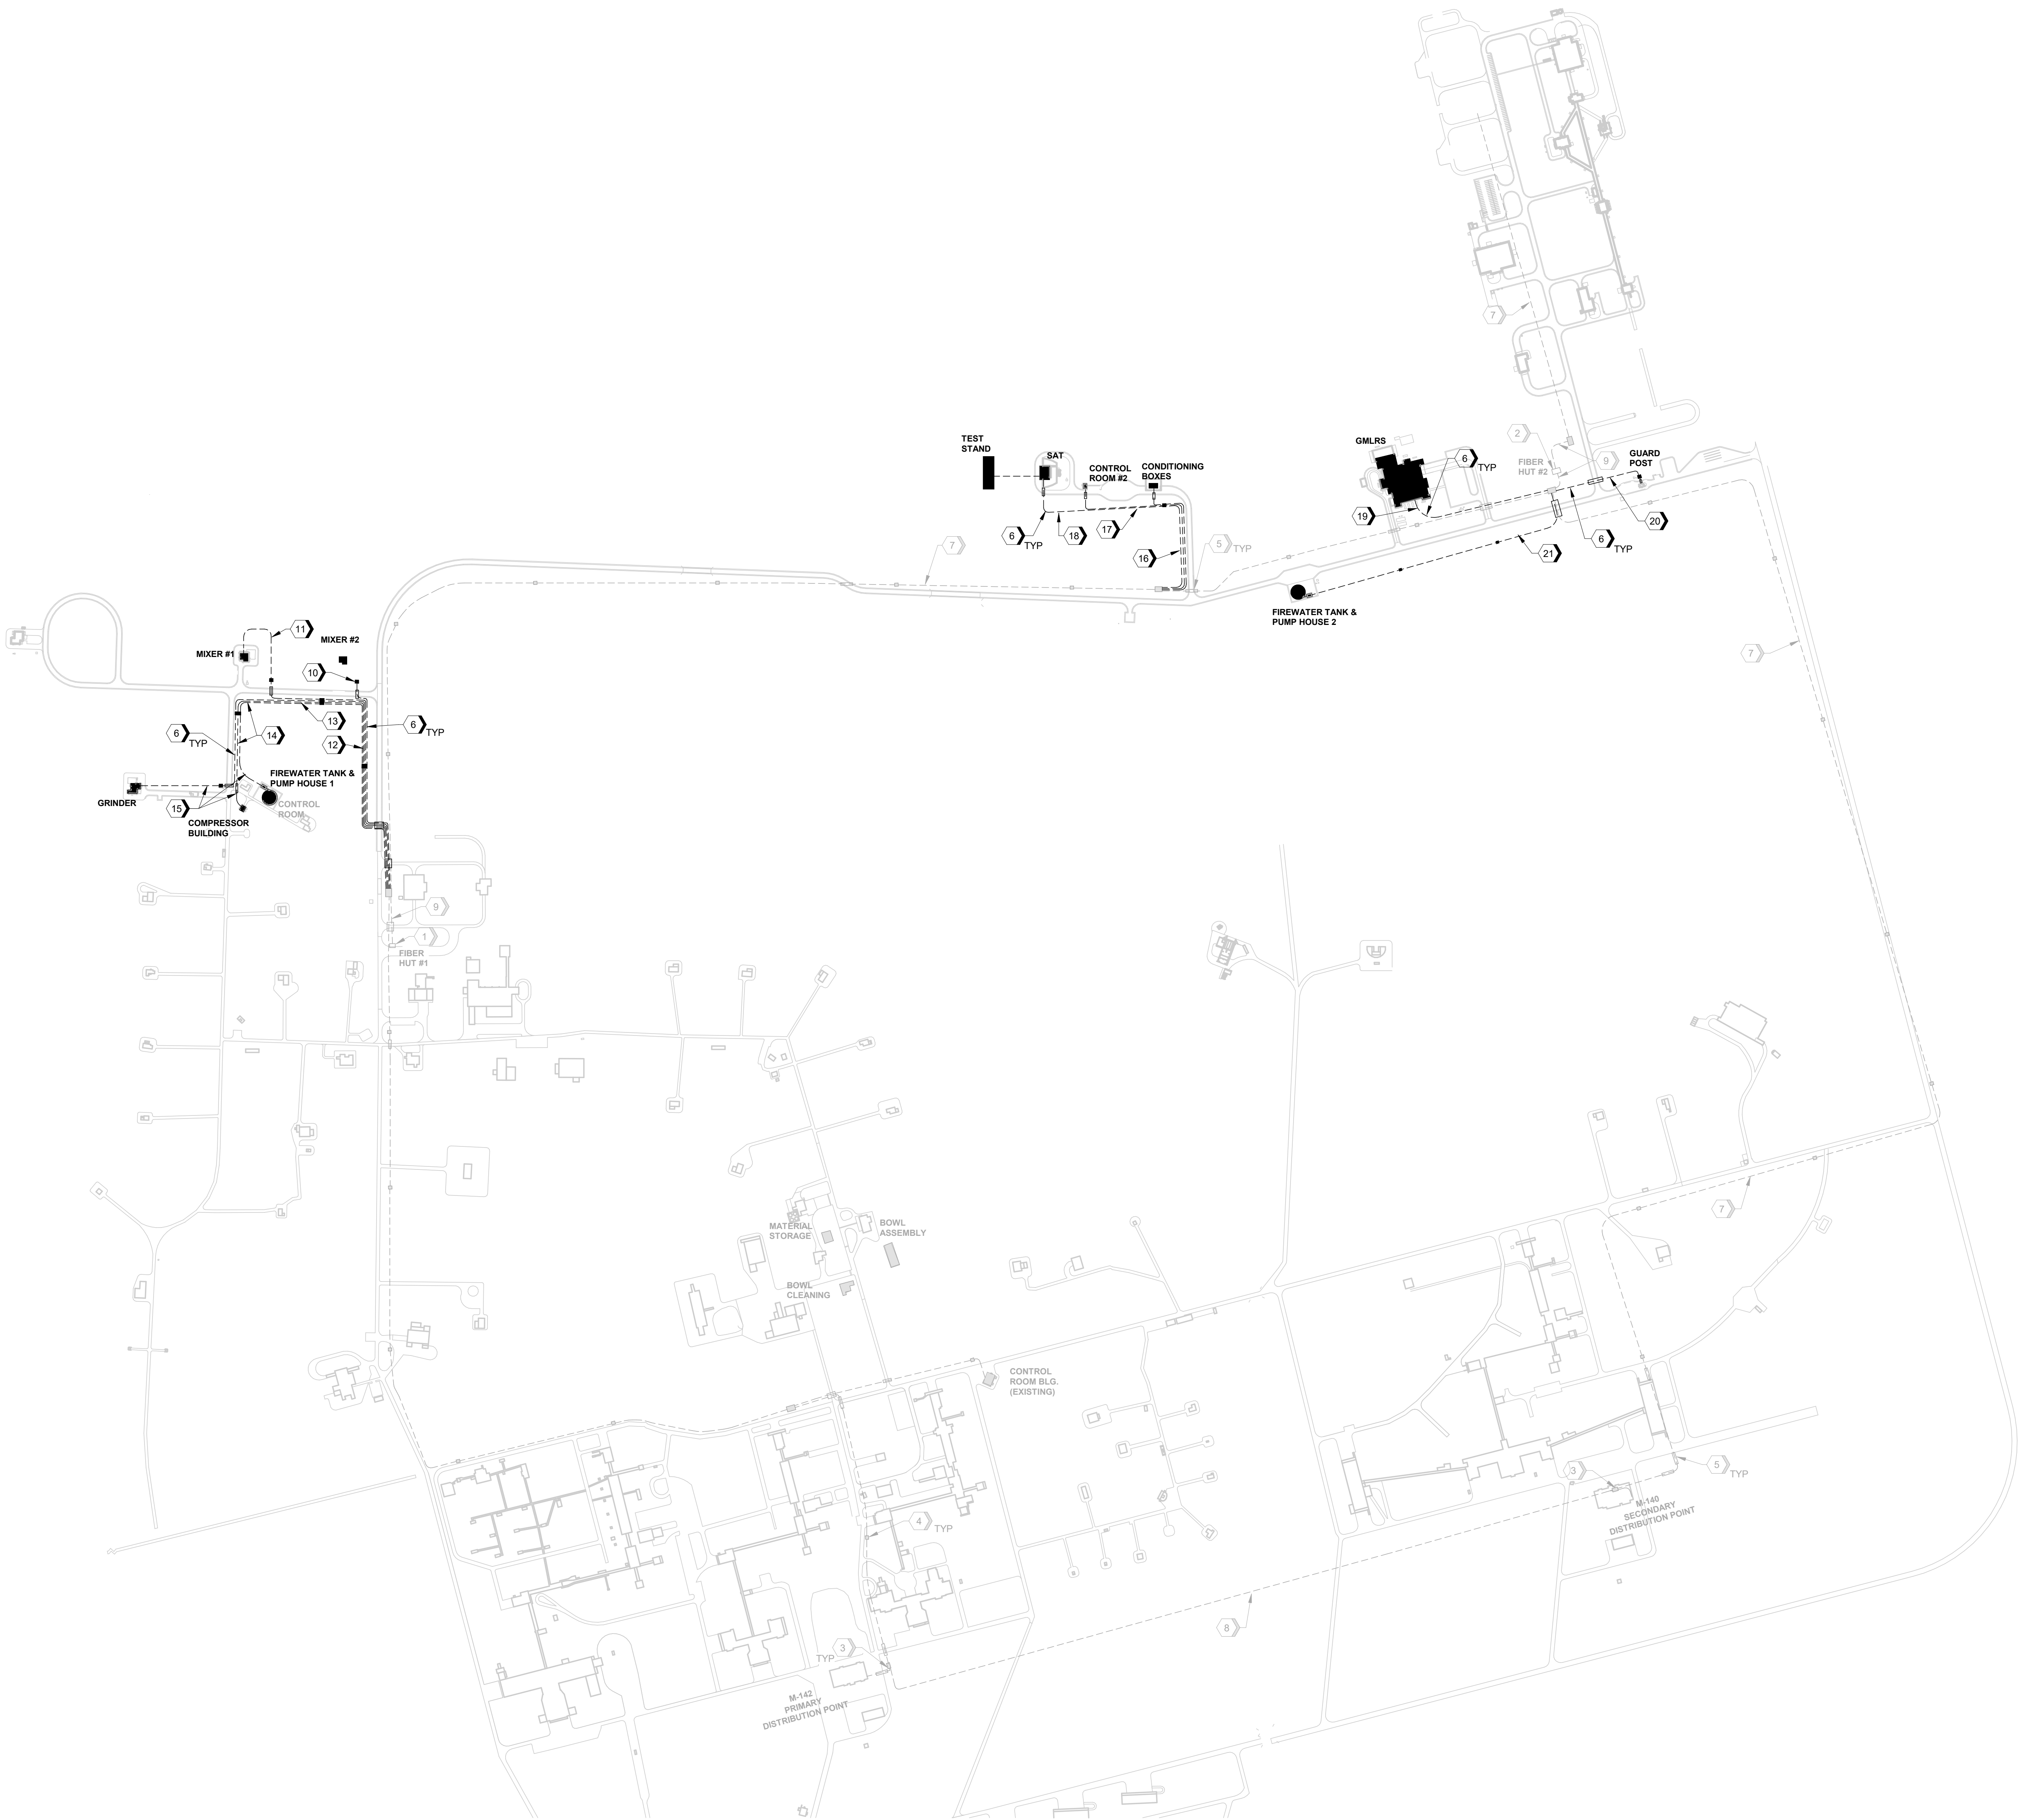 7
2
FIBER
HUT #2
9
GUARD
POST
GMLRS
6
TYP
TEST
STAND
SAT
CONTROL
ROOM #2
CONDITIONING
BOXES
19
20
6
TYP
18
17
6
TYP
21
16
5
TYP
7
FIREWATER TANK &
PUMP HOUSE 2
11
MIXER #2
MIXER #1
10
7
13
6
TYP
6
TYP
14
12
FIREWATER TANK &
PUMP HOUSE 1
GRINDER
15
CONTROL
ROOM
COMPRESSOR
BUILDING
9
1
FIBER
HUT #1
7
MATERIAL
STORAGE
BOWL
ASSEMBLY
BOWL
CLEANING
CONTROL
ROOM BLG.
(EXISTING)
3
5
TYP
M-140
SECONDARY
DISTRIBUTION POINT
4
TYP
8
3
TYP
M-142
PRIMARY
DISTRIBUTION POINT